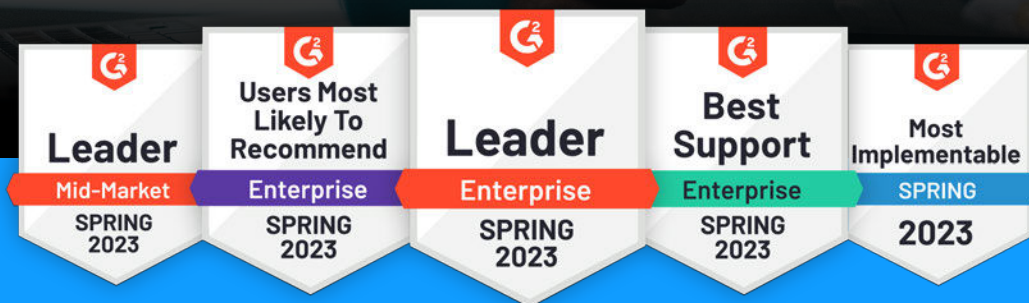 G2
Leader
Mid-Market
SPRING
2023
G2
Users Most
Likely To
Recommend
Enterprise
SPRING
2023
G2
Leader
Enterprise
SPRING
2023
G2
Best
Support
Enterprise
SPRING
2023
G2
Most
Implementable
SPRING
2023